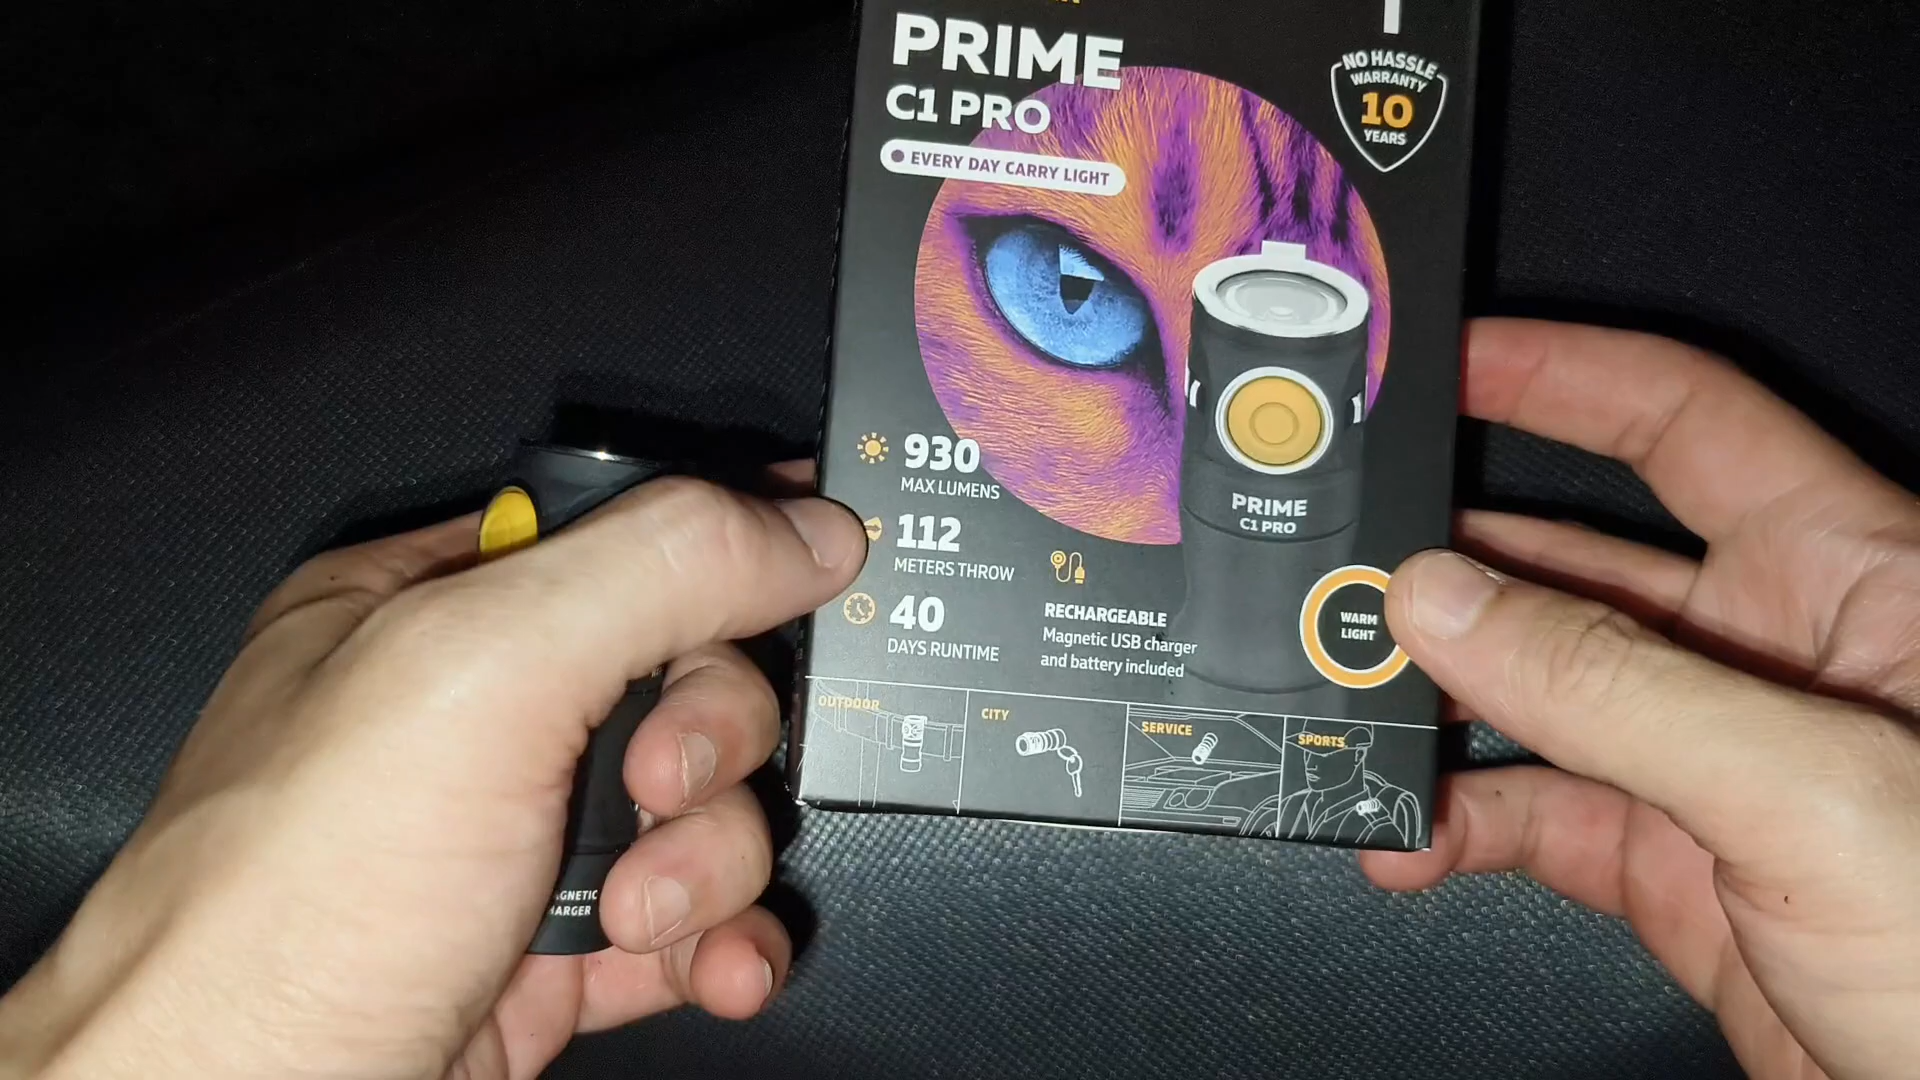 PRIME
C1 PRO
EVERY DAY CARRY LIGHT
NO HASSLE
WARRANTY
10
YEARS
930
MAX LUMENS
112
METERS THROW
40
DAYS RUNTIME
RECHARGEABLE
Magnetic USB charger
and battery included
PRIME
C1 PRO
WARM
LIGHT
OUTDOOR
CITY
SERVICE
SPORTS
GNETIC
ARGER